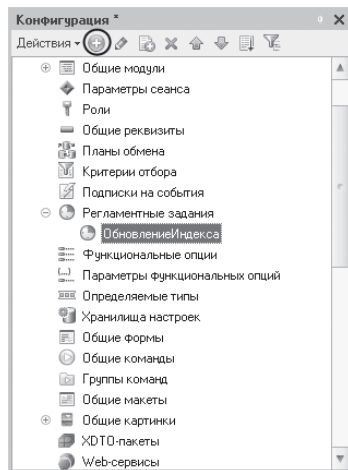 Конфигурация *
Действия
Общие модули
Параметры сеанса
Роли
Общие реквизиты
Планы обмена
Критерии отбора
Подписки на события
Регламентные задания
ОбновлениеИндекса
Функциональные опции
Параметры функциональных опций
Определяемые типы
Хранилища настроек
Общие формы
Общие команды
Группы команд
Общие макеты
Общие картинки
XDTO-пакеты
Web-сервисы